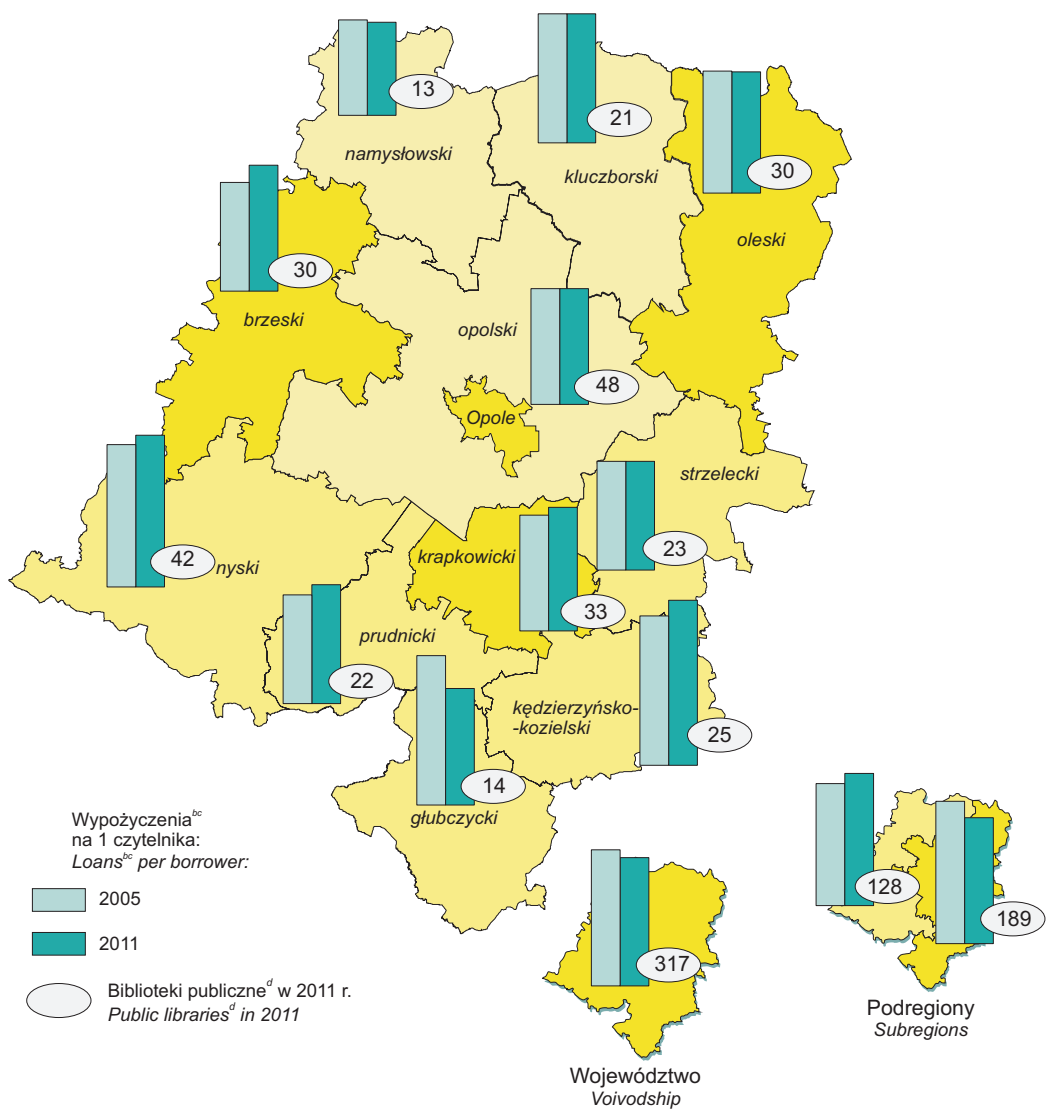 13
namysłowski
21
kluczborski
30
oleski
30
brzeski
opolski
48
Opole
strzelecki
42
nyski
krapkowicki
23
33
prudnicki
22
kędzierzyńsko-
-kozielski
25
14
głubczycki
Wypożyczenia^bc
na 1 czytelnika:
Loans^bc per borrower:
2005
2011
Biblioteki publiczne^d w 2011 r.
Public libraries^d in 2011
317
Województwo
Voivodship
128
189
Podregiony
Subregions